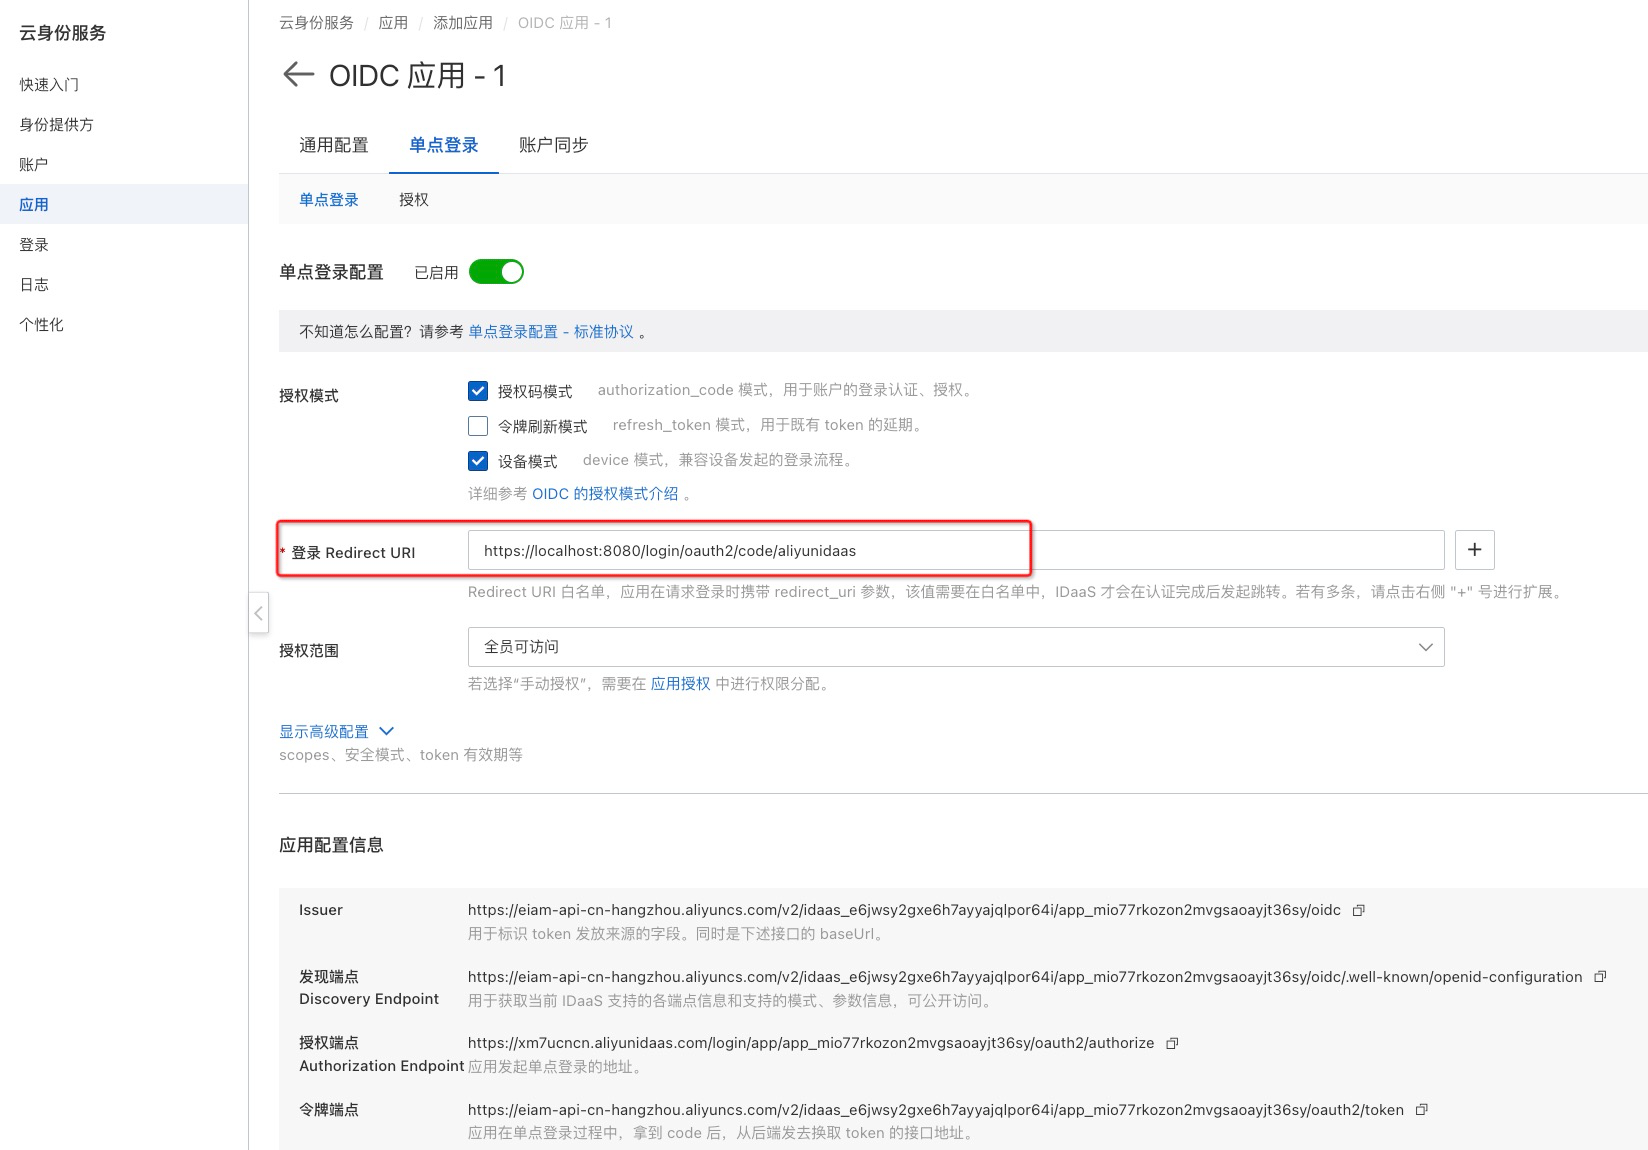 云身份服务
快速入门
身份提供方
账户
应用
登录
日志
个性化
云身份服务 / 应用 / 添加应用 / OIDC 应用 - 1
OIDC 应用 - 1
通用配置 单点登录 账户同步
单点登录 授权
单点登录配置 已启用
不知道怎么配置？请参考 单点登录配置 - 标准协议 。
授权模式
授权码模式 authorization_code 模式，用于账户的登录认证、授权。
令牌刷新模式 refresh_token 模式，用于既有 token 的延期。
设备模式 device 模式，兼容设备发起的登录流程。
详细参考 OIDC 的授权模式介绍 。
* 登录 Redirect URI https://localhost:8080/login/oauth2/code/aliyunidaas +
Redirect URI 白名单，应用在请求登录时携带 redirect_uri 参数，该值需要在白名单中，IDaaS 才会在认证完成后发起跳转。若有多条，请点击右侧 "+" 号进行扩展。
授权范围 全员可访问
若选择“手动授权”，需要在 应用授权 中进行权限分配。
显示高级配置
scopes、安全模式、token 有效期等
应用配置信息
Issuer https://eiam-api-cn-hangzhou.aliyuncs.com/v2/idaas_e6jwsy2gxe6h7ayyajqlpor64i/app_mio77rkozon2mvgsaoayjt36sy/oidc
用于标识 token 发放来源的字段。同时是下述接口的 baseUrl。
发现端点 https://eiam-api-cn-hangzhou.aliyuncs.com/v2/idaas_e6jwsy2gxe6h7ayyajqlpor64i/app_mio77rkozon2mvgsaoayjt36sy/oidc/.well-known/openid-configuration
Discovery Endpoint 用于获取当前 IDaaS 支持的各端点信息和支持的模式、参数信息，可公开访问。
授权端点 https://xm7ucncn.aliyunidaas.com/login/app/app_mio77rkozon2mvgsaoayjt36sy/oauth2/authorize
Authorization Endpoint 应用发起单点登录的地址。
令牌端点 https://eiam-api-cn-hangzhou.aliyuncs.com/v2/idaas_e6jwsy2gxe6h7ayyajqlpor64i/app_mio77rkozon2mvgsaoayjt36sy/oauth2/token
应用在单点登录过程中，拿到 code 后，从后端发去换取 token 的接口地址。